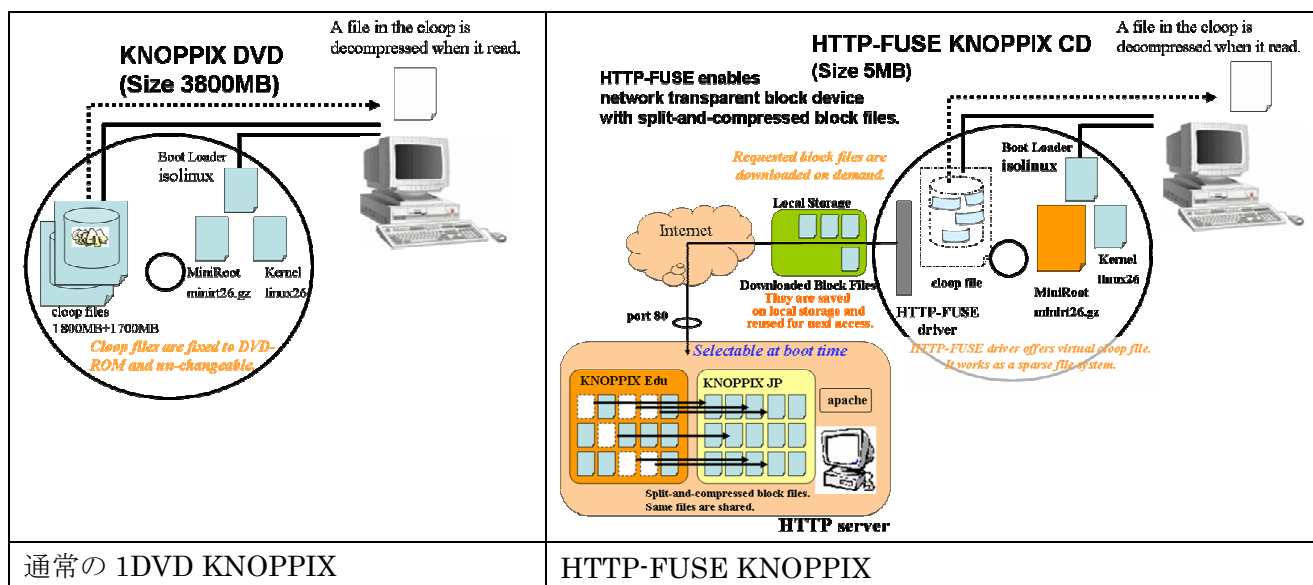 A file in the cloop is
decompressed when it read.
KNOPPIX DVD
(Size 3800MB)
Boot Loader
isolinux
MiniRoot
minirt26.gz
Kernel
linux26
cloop files
1800MB+1700MB
Cloop files are fixed to DVD-
ROM and un-changeable.
通常の 1DVD KNOPPIX
A file in the cloop is
decompressed when it read.
HTTP-FUSE KNOPPIX CD
(Size 5MB)
HTTP-FUSE enables
network transparent block device
with split-and-compressed block files.
Requested block files are
downloaded on demand.
Boot Loader
isolinux
Local Storage
Internet
Kernel
linux26
cloop file
MiniRoot
minirt26.gz
Downloaded Block Files
They are saved
on local storage and
reused for next access.
HTTP-FUSE
driver
port 80
HTTP-FUSE driver offers virtual cloop file.
It works as a sparse file system.
Selectable at boot time
KNOPPIX Edu
KNOPPIX JP
apache
Split-and-compressed block files.
Same files are shared.
HTTP server
HTTP-FUSE KNOPPIX